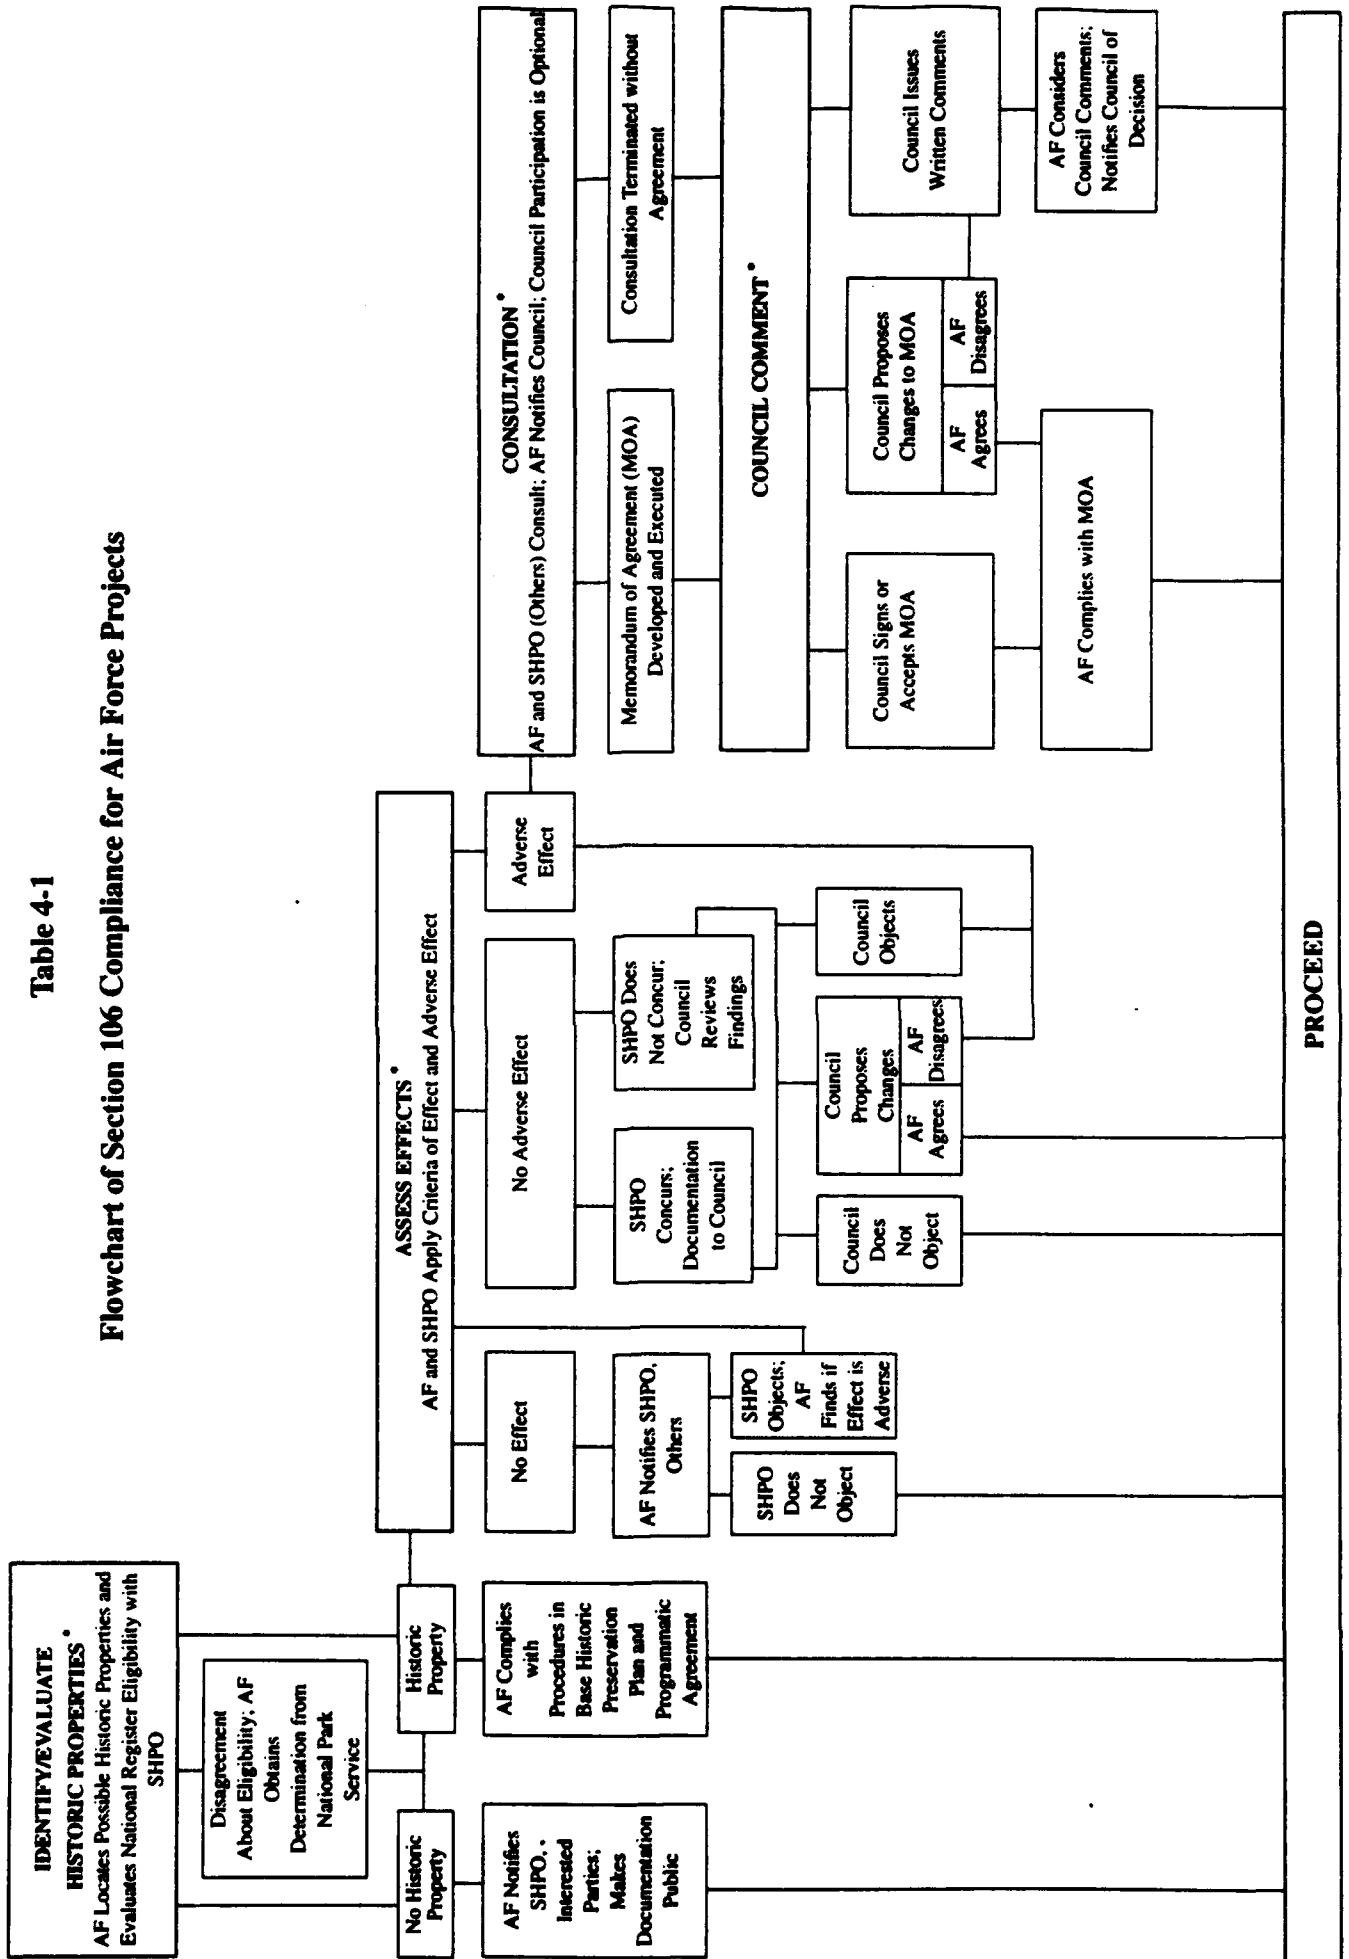 Table 4-1
Flowchart of Section 106 Compliance for Air Force Projects
IDENTIFY/EVALUATE
HISTORIC PROPERTIES*
AF Locates Possible Historic Properties and
Evaluates National Register Eligibility with
SHPO
Disagreement
About Eligibility; AF
Obtains
Determination from
National Park
Service
No Historic
Property
Historic
Property
AF Notifies
SHPO, .
Interested
Parties;
Makes
Documentation
Public
AF Complies
with
Procedures in
Base Historic
Preservation
Plan and
Programmatic
Agreement
ASSESS EFFECTS*
AF and SHPO Apply Criteria of Effect and Adverse Effect
No Effect
AF Notifies SHPO,
Others
SHPO
Does
Not
Object
SHPO
Objects;
AF
Finds if
Effect is
Adverse
No Adverse Effect
SHPO
Concurs;
Documentation
to Council
SHPO Does
Not Concur;
Council
Reviews
Findings
Council
Does
Not
Object
Council
Proposes
Changes
AF
Agrees
AF
Disagrees
Council
Objects
Adverse
Effect
CONSULTATION*
AF and SHPO (Others) Consult; AF Notifies Council; Council Participation is Optional
Memorandum of Agreement (MOA)
Developed and Executed
Consultation Terminated without
Agreement
COUNCIL COMMENT*
Council Signs or
Accepts MOA
Council Proposes
Changes to MOA
AF
Agrees
AF
Disagrees
Council Issues
Written Comments
AF Complies with MOA
AF Considers
Council Comments;
Notifies Council of
Decision
PROCEED